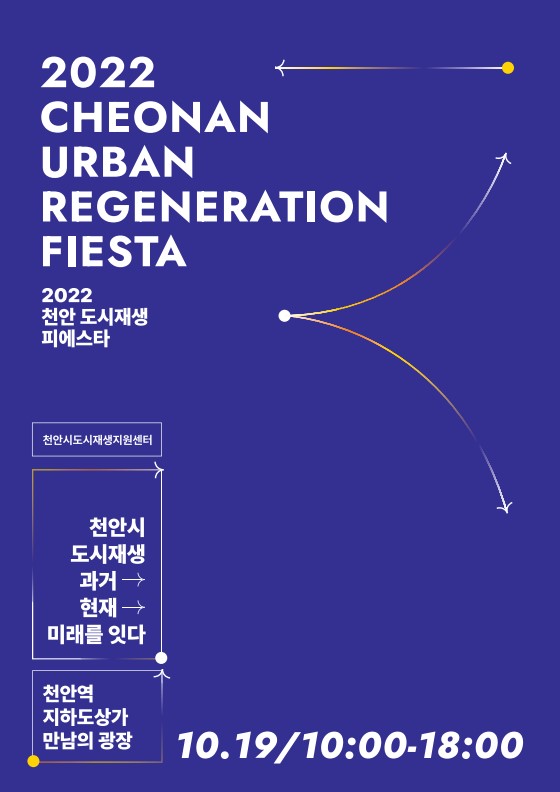 2022
CHEONAN
URBAN
REGENERATION
FIESTA
2022
천안 도시재생
피에스타
천안시도시재생지원센터
천안시
도시재생
과거 →
현재 →
미래를 잇다
천안역
지하도상가
만남의 광장
10.19/10:00-18:00